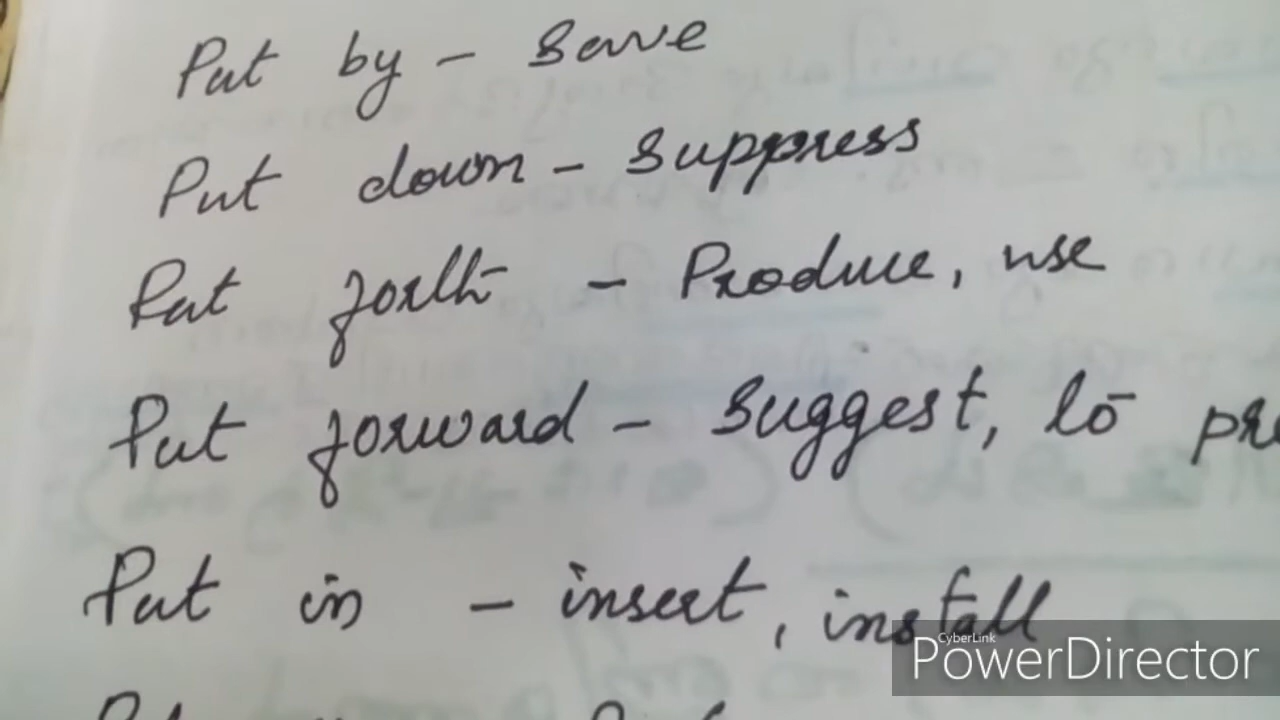 Put by - Save
Put down - Suppress
Put forth - Produce, use
Put forward - Suggest, to
Put in - insert, install
CyberLink
PowerDirector